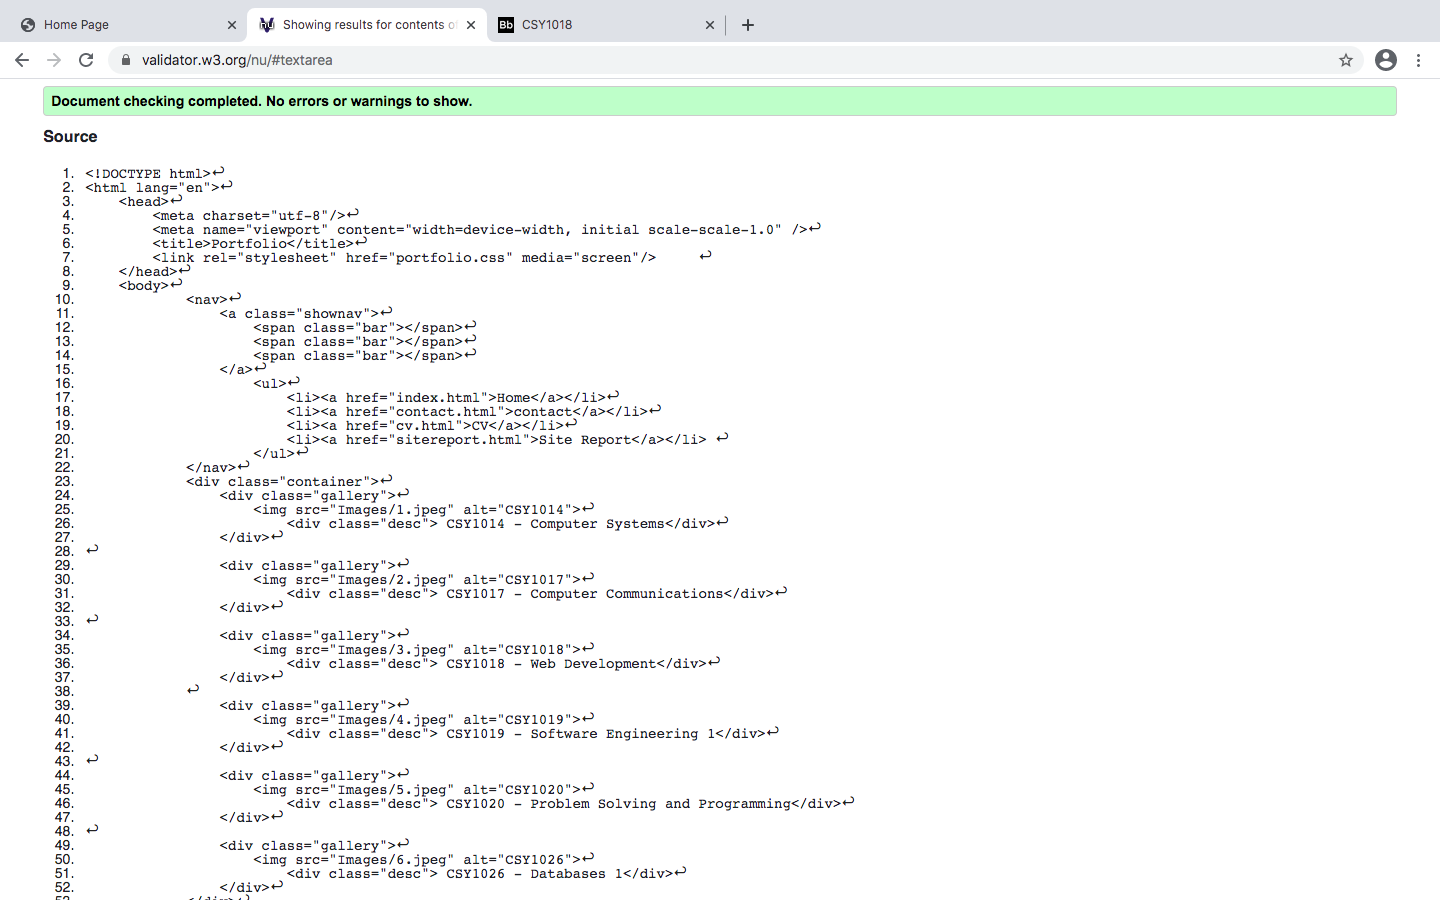 Home Page
Showing results for contents o
Bb CSY1018
validator.w3.org/nu/#textarea
Document checking completed. No errors or warnings to show.
Source
1. <!DOCTYPE html>↩
2. <html lang="en">↩
3. <head>↩
4. <meta charset="utf-8"/>↩
5. <meta name="viewport" content="width=device-width, initial scale-scale-1.0" />↩
6. <title>Portfolio</title>↩
7. <link rel="stylesheet" href="portfolio.css" media="screen"/> ↩
8. </head>↩
9. <body>↩
10. <nav>↩
11. <a class="shownav">↩
12. <span class="bar"></span>↩
13. <span class="bar"></span>↩
14. <span class="bar"></span>↩
15. </a>↩
16. <ul>↩
17. <li><a href="index.html">Home</a></li>↩
18. <li><a href="contact.html">contact</a></li>↩
19. <li><a href="cv.html">CV</a></li>↩
20. <li><a href="sitereport.html">Site Report</a></li> ↩
21. </ul>↩
22. </nav>↩
23. <div class="container">↩
24. <div class="gallery">↩
25. <img src="Images/1.jpeg" alt="CSY1014">↩
26. <div class="desc"> CSY1014 - Computer Systems</div>↩
27. </div>↩
28. ↩
29. <div class="gallery">↩
30. <img src="Images/2.jpeg" alt="CSY1017">↩
31. <div class="desc"> CSY1017 - Computer Communications</div>↩
32. </div>↩
33. ↩
34. <div class="gallery">↩
35. <img src="Images/3.jpeg" alt="CSY1018">↩
36. <div class="desc"> CSY1018 - Web Development</div>↩
37. </div>↩
38. ↩
39. <div class="gallery">↩
40. <img src="Images/4.jpeg" alt="CSY1019">↩
41. <div class="desc"> CSY1019 - Software Engineering 1</div>↩
42. </div>↩
43. ↩
44. <div class="gallery">↩
45. <img src="Images/5.jpeg" alt="CSY1020">↩
46. <div class="desc"> CSY1020 - Problem Solving and Programming</div>↩
47. </div>↩
48. ↩
49. <div class="gallery">↩
50. <img src="Images/6.jpeg" alt="CSY1026">↩
51. <div class="desc"> CSY1026 - Databases 1</div>↩
52. </div>↩